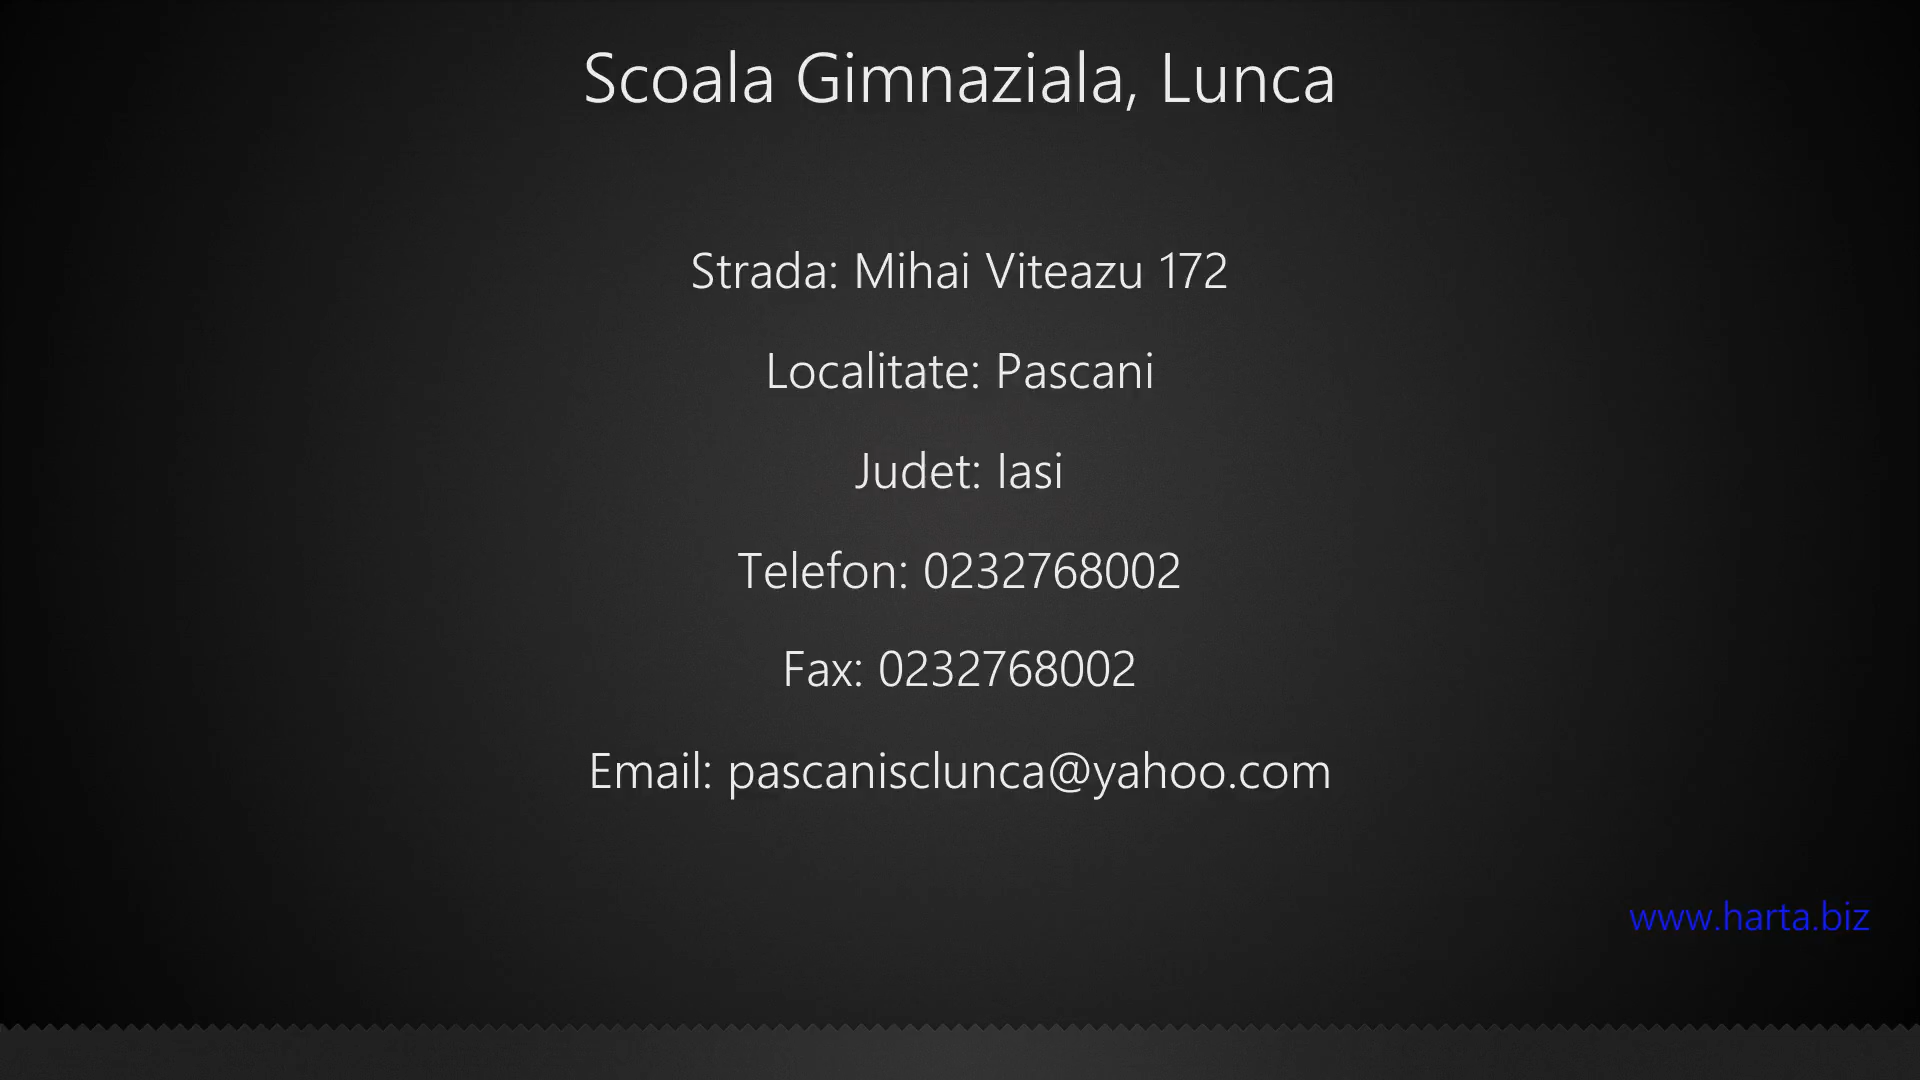 Scoala Gimnaziala, Lunca
Strada: Mihai Viteazu 172
Localitate: Pascani
Judet: Iasi
Telefon: 0232768002
Fax: 0232768002
Email: pascanisclunca@yahoo.com
www.harta.biz